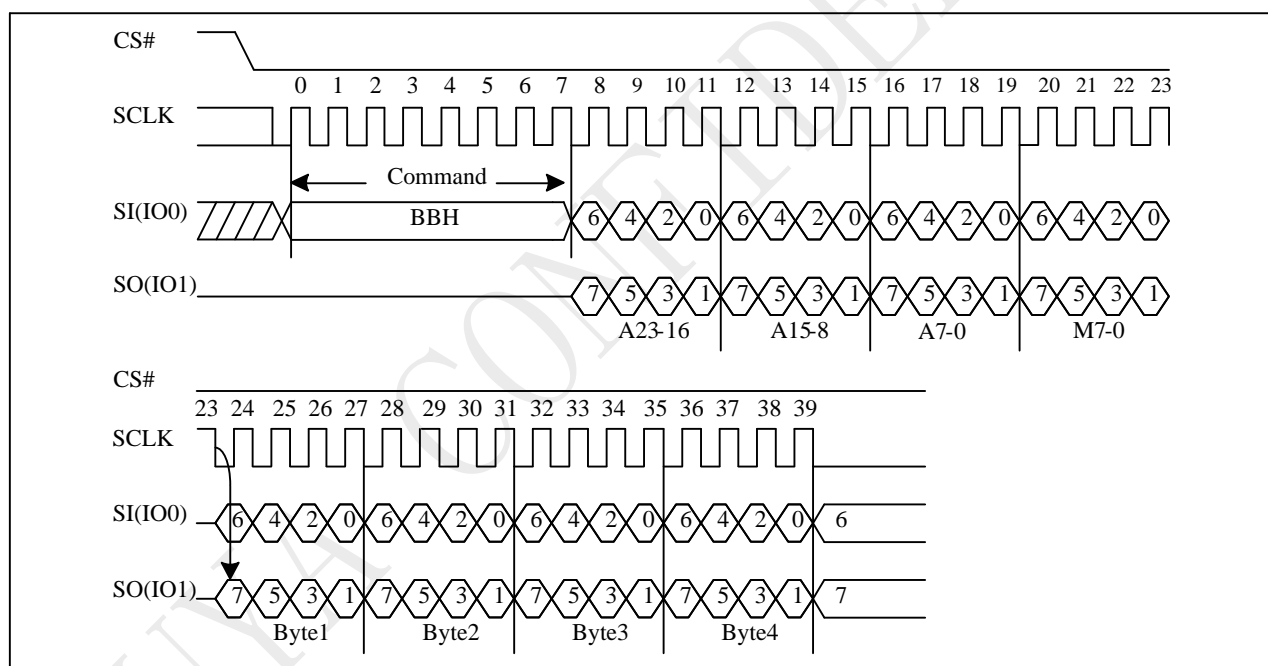 CS#
0 1 2 3 4 5 6 7 8 9 10 11 12 13 14 15 16 17 18 19 20 21 22 23
SCLK
Command
SI(IO0) BBH 6 4 2 0 6 4 2 0 6 4 2 0 6 4 2 0
SO(IO1) 7 5 3 1 7 5 3 1 7 5 3 1 7 5 3 1
A23-16 A15-8 A7-0 M7-0
CS#
23 24 25 26 27 28 29 30 31 32 33 34 35 36 37 38 39
SCLK
SI(IO0) 6 4 2 0 6 4 2 0 6 4 2 0 6 4 2 0 6
SO(IO1) 7 5 3 1 7 5 3 1 7 5 3 1 7 5 3 1 7
Byte1 Byte2 Byte3 Byte4